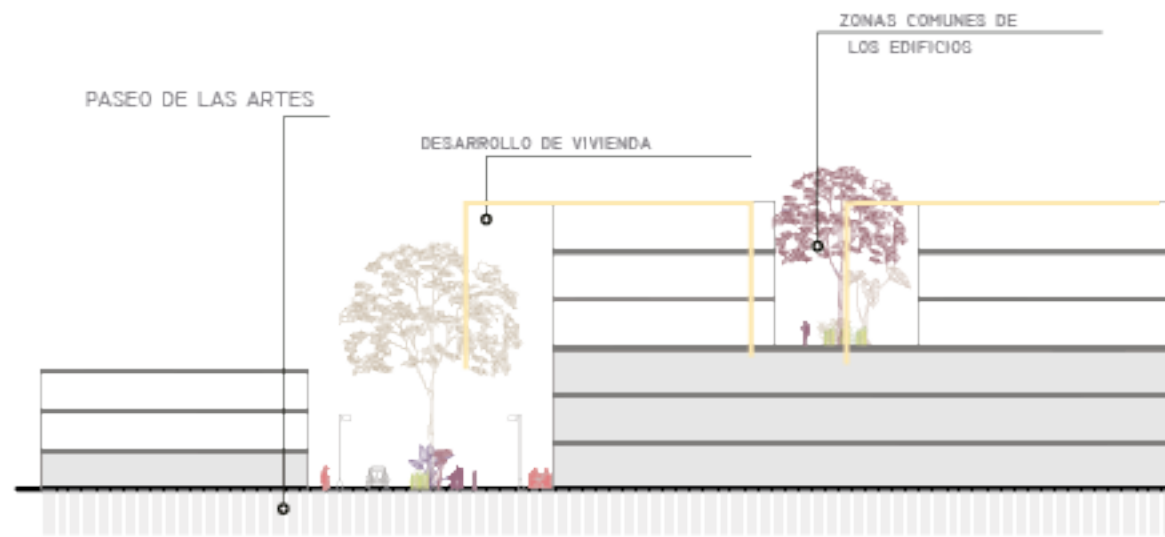 ZONAS COMUNES DE
LOS EDIFICIOS
PASEO DE LAS ARTES
DESARROLLO DE VIVIENDA